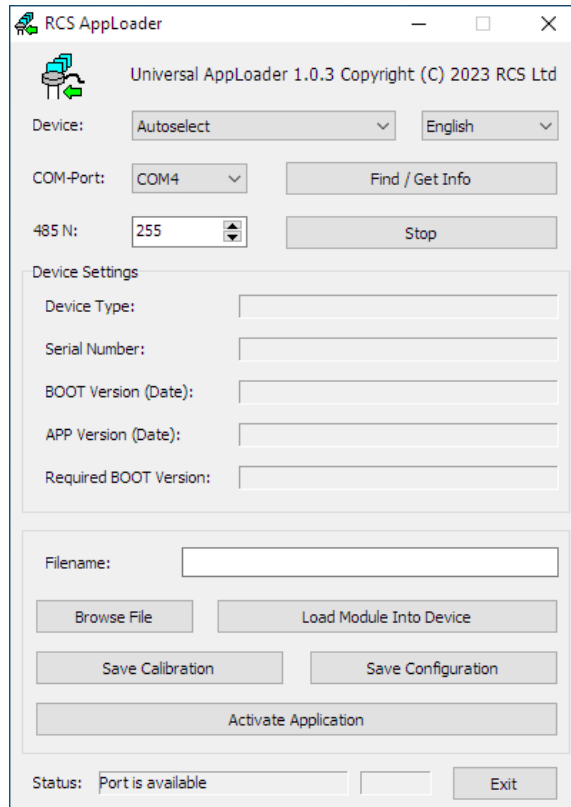 RCS AppLoader
Universal AppLoader 1.0.3 Copyright (C) 2023 RCS Ltd
Device: Autoselect English
COM-Port: COM4 Find / Get Info
485 N: 255 Stop
Device Settings
Device Type:
Serial Number:
BOOT Version (Date):
APP Version (Date):
Required BOOT Version:
Filename:
Browse File Load Module Into Device
Save Calibration Save Configuration
Activate Application
Status: Port is available Exit